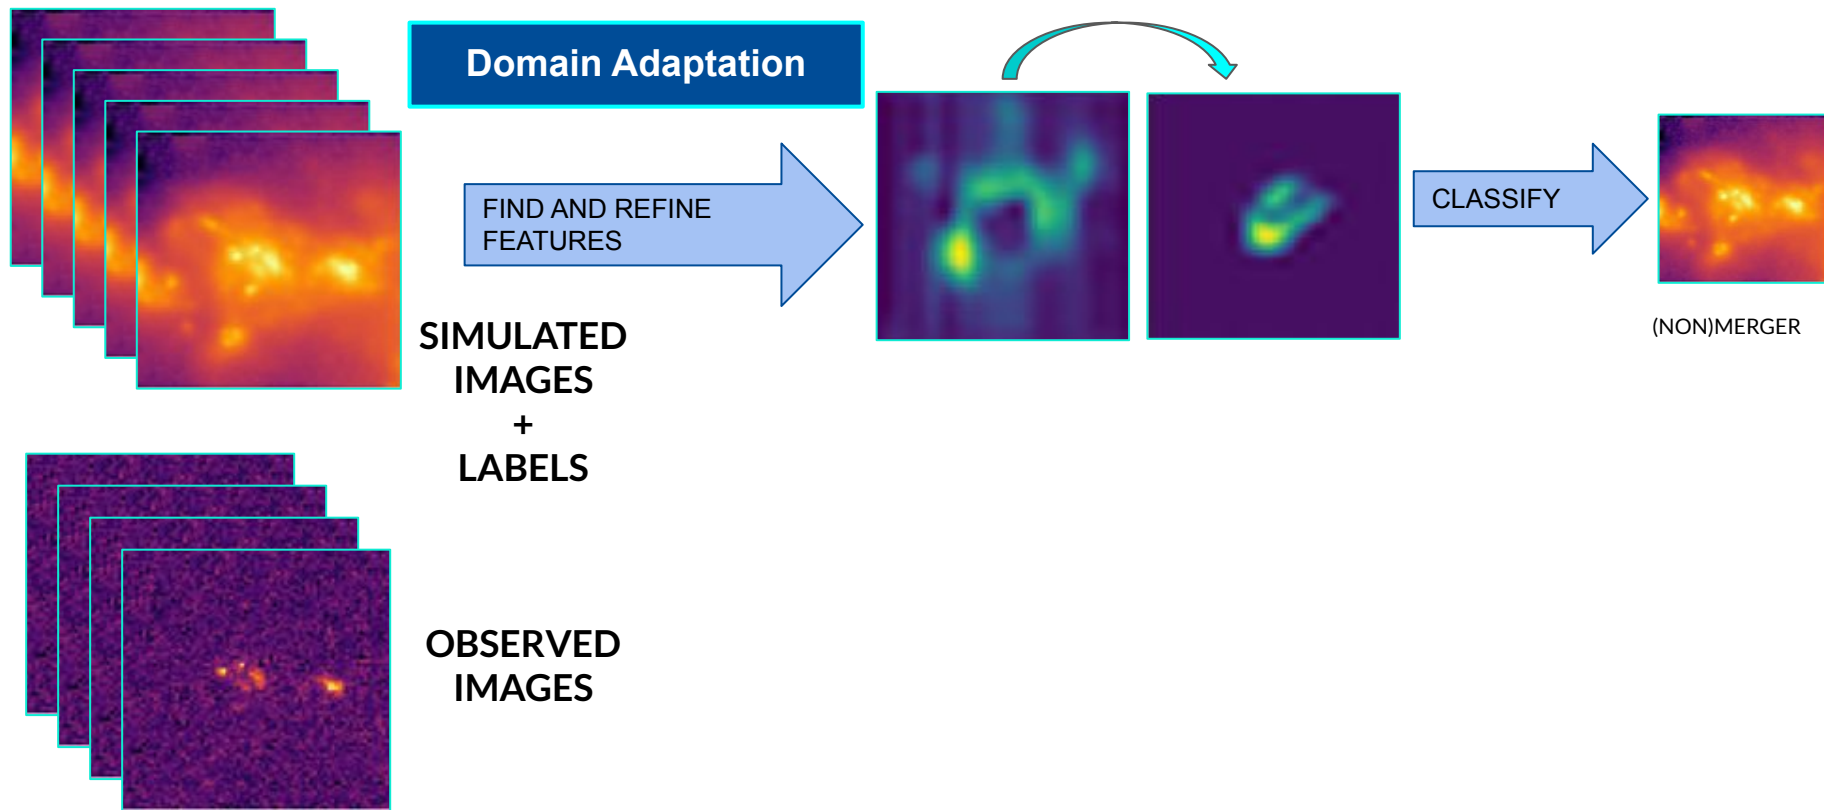 Domain Adaptation
FIND AND REFINE
FEATURES
CLASSIFY
SIMULATED
IMAGES
+
LABELS
(NON)MERGER
OBSERVED
IMAGES